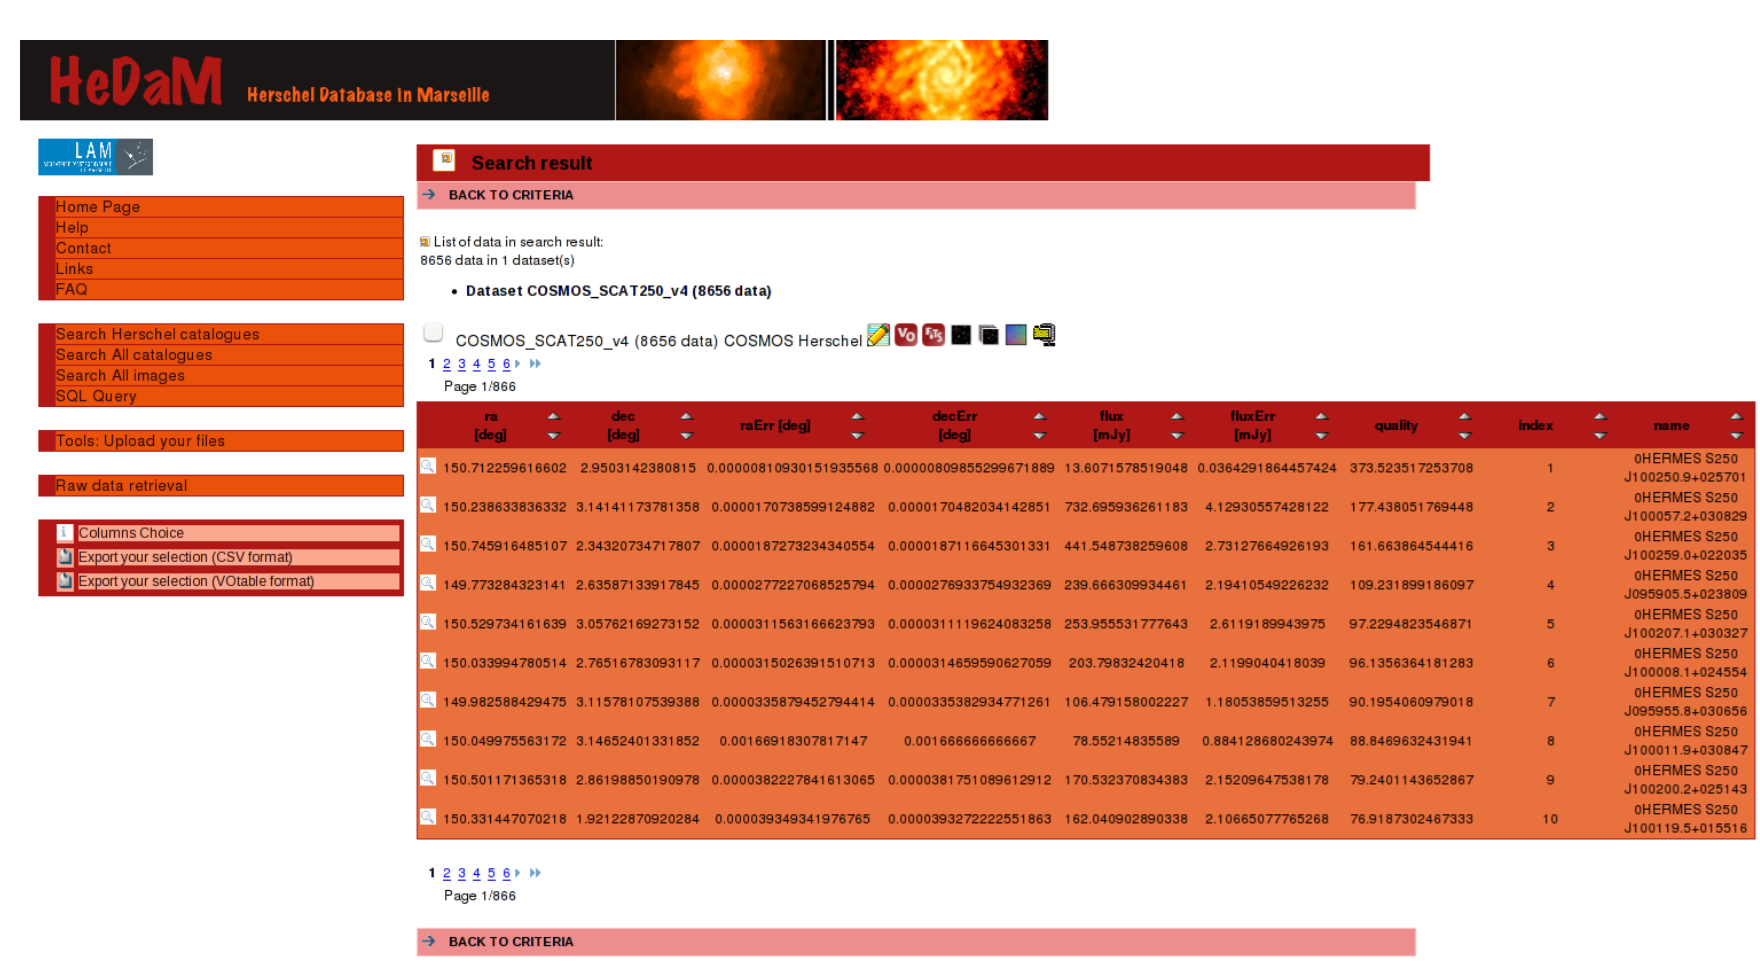 HeDaM Herschel Database in Marseille
LAM
Home Page
Help
Contact
Links
FAQ
Search Herschel catalogues
Search All catalogues
Search All images
SQL Query
Tools: Upload your files
Raw data retrieval
Columns Choice
Export your selection (CSV format)
Export your selection (VOtable format)
Search result
BACK TO CRITERIA
List of data in search result:
8656 data in 1 dataset(s)
• Dataset COSMOS_SCAT250_v4 (8656 data)
COSMOS_SCAT250_v4 (8656 data) COSMOS Herschel VO FITS
1 2 3 4 5 6
Page 1/866
ra [deg] dec [deg] raErr [deg] decErr [deg] flux [mJy] fluxErr [mJy] quality index name
150.712259616602 2.9503142380815 0.00000810930151935568 0.00000809855299671889 13.6071578519048 0.0364291864457424 373.523517253708 1 0HERMES S250 J100250.9+025701
150.238633836332 3.14141173781358 0.0000170738599124882 0.0000170482034142851 732.695936261183 4.12930557428122 177.438051769448 2 0HERMES S250 J100057.2+030829
150.745916485107 2.34320734717807 0.0000187273234340554 0.0000187116645301331 441.548738259608 2.73127664926193 161.663864544416 3 0HERMES S250 J100259.0+022035
149.773284323141 2.63587133917845 0.0000277227068525794 0.0000276933754932369 239.666309934461 2.19410549226232 109.231899186097 4 0HERMES S250 J095905.5+023809
150.529734161639 3.05762169273152 0.0000311563166623793 0.0000311119624083258 253.955531777643 2.6119189943975 97.2294823546871 5 0HERMES S250 J100207.1+030327
150.033994780514 2.76516783093117 0.0000315026391510713 0.0000314659590627059 203.79832420418 2.1199040418039 96.1356364181283 6 0HERMES S250 J100008.1+024554
149.982588429475 3.11578107539388 0.0000335879452794414 0.0000335382934771261 106.479158002227 1.18053859513255 90.1954060979018 7 0HERMES S250 J095955.8+030656
150.049975563172 3.14652401331852 0.00166918307817147 0.001666666666667 78.55214835589 0.884128680243974 88.8469632431941 8 0HERMES S250 J100011.9+030847
150.501171365318 2.86198850190978 0.0000382227841613065 0.0000381751089612912 170.532370834383 2.15209647538178 79.2401143652867 9 0HERMES S250 J100200.2+025143
150.331447070218 1.92122870920284 0.000039349341976765 0.0000393272222551863 162.040902890338 2.10665077765268 76.9187302467333 10 0HERMES S250 J100119.5+015516
1 2 3 4 5 6
Page 1/866
BACK TO CRITERIA